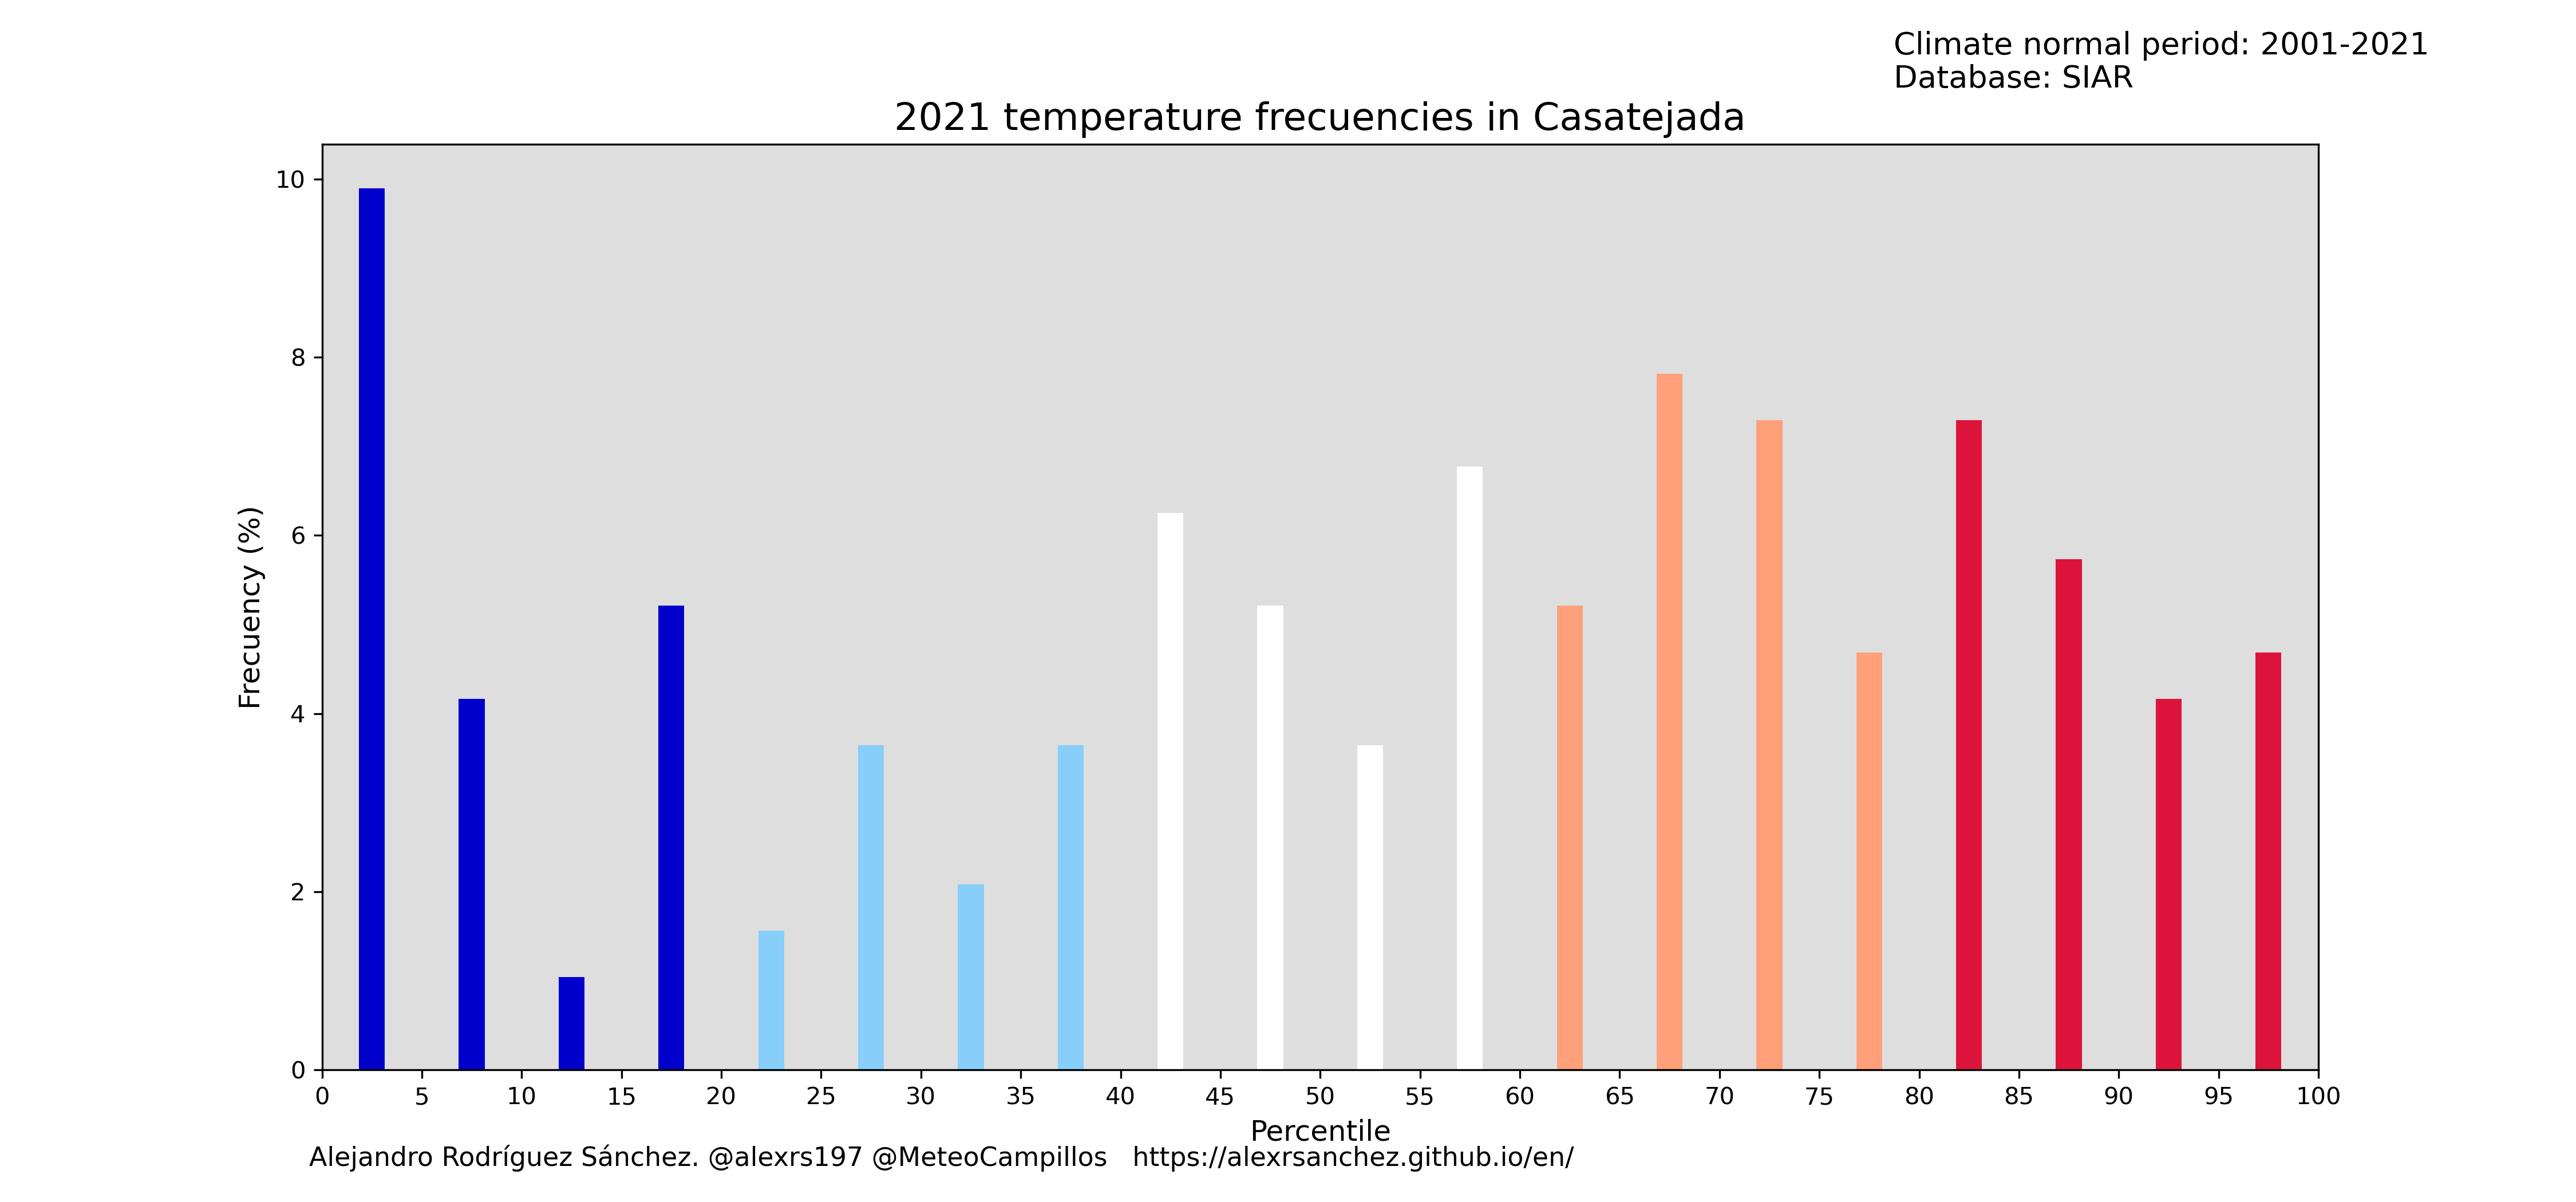 Climate normal period: 2001-2021
Database: SIAR
2021 temperature frecuencies in Casatejada
10
8
6
4
2
0
Frecuency (%)
0 5 10 15 20 25 30 35 40 45 50 55 60 65 70 75 80 85 90 95 100
Percentile
Alejandro Rodríguez Sánchez. @alexrs197 @MeteoCampillos https://alexrsanchez.github.io/en/